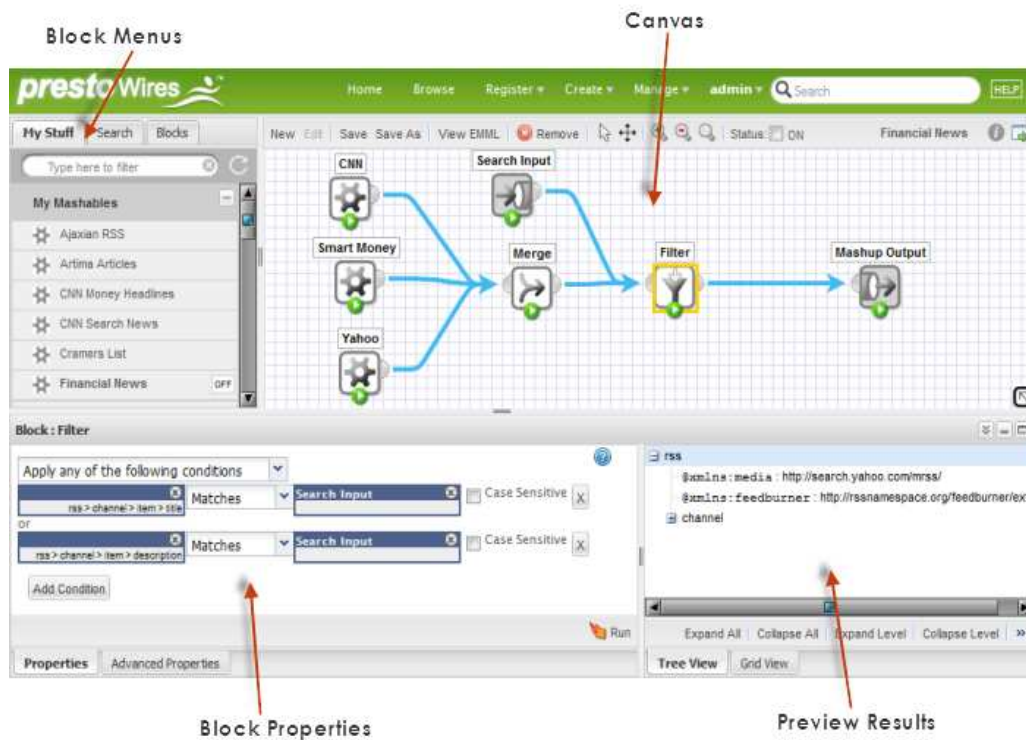 Block Menus
Canvas
presto Wires
Home Browse Register Create Manage admin Search HELP
My Stuff Search Blocks
New Edit Save Save As View EMML Remove Status: ON Financial News
Type here to filter
My Mashables
Ajaxian RSS
Artima Articles
CNN Money Headlines
CNN Search News
Cramers List
Financial News OFF
CNN
Search Input
Smart Money
Merge
Filter
Mashup Output
Yahoo
Block : Filter
Apply any of the following conditions
rss > channel > item > title
Matches
Search Input
Case Sensitive X
or
rss > channel > item > description
Matches
Search Input
Case Sensitive X
Add Condition
Run
Properties Advanced Properties
rss
@xmlns:media : http://search.yahoo.com/mrss/
@xmlns:feedburner : http://rssnamespace.org/feedburner/ex
channel
Expand All Collapse All Expand Level Collapse Level »
Tree View Grid View
Block Properties
Preview Results